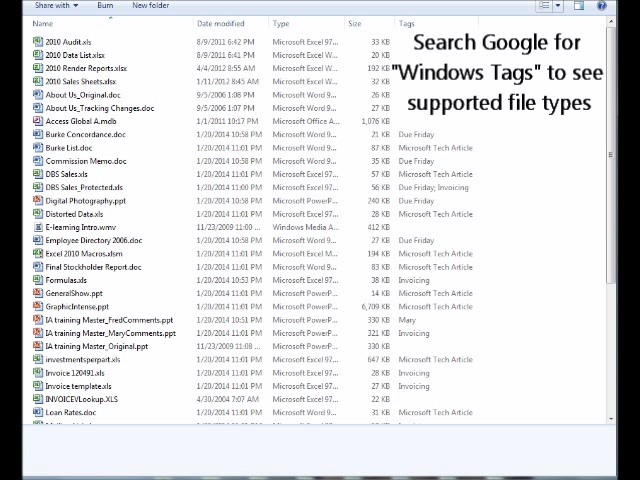 Share with Burn New folder
Search Google for
"Windows Tags" to see
supported file types
Name Date modified Type Size Tags
2010 Audit.xls 8/9/2011 6:42 PM Microsoft Excel 97... 33 KB
2010 Data List.xlsx 8/9/2011 6:41 PM Microsoft Excel W... 20 KB
2010 Render Reports.xlsx 4/4/2012 8:55 AM Microsoft Excel W... 192 KB
2010 Sales Sheets.xlsx 1/11/2012 8:45 AM Microsoft Excel W... 32 KB
About Us_Original.doc 9/5/2006 1:08 PM Microsoft Word 9... 26 KB
About Us_Tracking Changes.doc 9/5/2006 1:07 PM Microsoft Word 9... 27 KB
Access Global A.mdb 1/1/2011 10:17 PM Microsoft Office A... 1,076 KB
Burke Concordance.doc 1/20/2014 10:58 PM Microsoft Word 9... 21 KB Due Friday
Burke List.doc 1/20/2014 11:01 PM Microsoft Word 9... 87 KB Microsoft Tech Article
Commission Memo.doc 1/20/2014 10:58 PM Microsoft Word 9... 35 KB Due Friday
DBS Sales.xls 1/20/2014 11:01 PM Microsoft Excel 97... 57 KB Microsoft Tech Article
DBS Sales_Protected.xls 1/20/2014 11:00 PM Microsoft Excel 97... 56 KB Due Friday; Invoicing
Digital Photography.ppt 1/20/2014 10:58 PM Microsoft PowerP... 240 KB Due Friday
Distorted Data.xls 1/20/2014 11:01 PM Microsoft Excel 97... 28 KB Microsoft Tech Article
E-learning Intro.wmv 11/23/2009 11:00 ... Windows Media A... 412 KB
Employee Directory 2006.doc 1/20/2014 10:58 PM Microsoft Word 9... 27 KB Due Friday
Excel 2010 Macros.xlsm 1/20/2014 11:01 PM Microsoft Excel M... 194 KB Microsoft Tech Article
Final Stockholder Report.doc 1/20/2014 11:01 PM Microsoft Word 9... 83 KB Microsoft Tech Article
Formulas.xls 1/20/2014 10:53 PM Microsoft Excel 97... 38 KB Invoicing
GeneralShow.ppt 1/20/2014 11:01 PM Microsoft PowerP... 14 KB Microsoft Tech Article
GraphicIntense.ppt 1/20/2014 11:01 PM Microsoft PowerP... 6,709 KB Microsoft Tech Article
IA training Master_FredComments.ppt 1/20/2014 10:51 PM Microsoft PowerP... 330 KB Mary
IA training Master_MaryComments.ppt 1/20/2014 11:01 PM Microsoft PowerP... 321 KB Invoicing
IA training Master_Original.ppt 11/23/2009 11:08 ... Microsoft PowerP... 330 KB
investmentsperpart.xls 1/20/2014 11:01 PM Microsoft Excel 97... 647 KB Microsoft Tech Article
Invoice 120491.xls 1/20/2014 11:01 PM Microsoft Excel 97... 28 KB Invoicing
Invoice template.xls 1/20/2014 11:01 PM Microsoft Excel 97... 27 KB Invoicing
INVOICEVLookup.XLS 4/30/2004 7:07 AM Microsoft Excel 97... 22 KB
Loan Rates.doc 1/20/2014 11:01 PM Microsoft Word 9... 31 KB Microsoft Tech Article